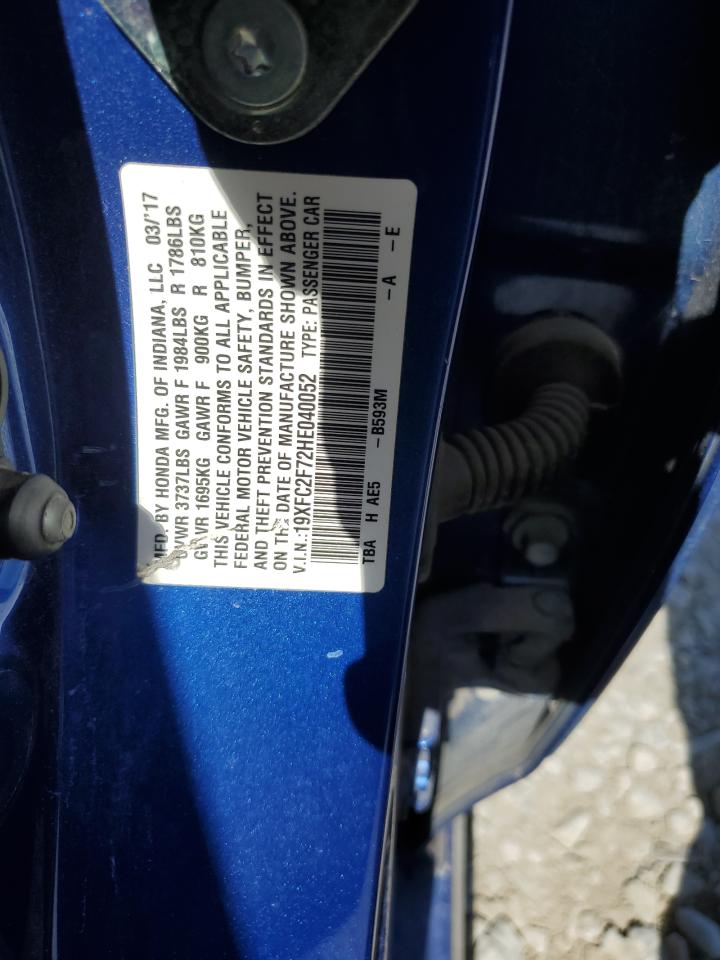 MFD. BY HONDA MFG. OF INDIANA, LLC 03/'17
GVWR 3737LBS GAWR F 1984LBS R 1786LBS
GVWR 1695KG GAWR F 900KG R 810KG
THIS VEHICLE CONFORMS TO ALL APPLICABLE
FEDERAL MOTOR VEHICLE SAFETY, BUMPER,
AND THEFT PREVENTION STANDARDS IN EFFECT
ON THE DATE OF MANUFACTURE SHOWN ABOVE.
V.I.N.:19XFC2F72HE040052 TYPE: PASSENGER CAR
TBA H AE5 -B593M -A -E